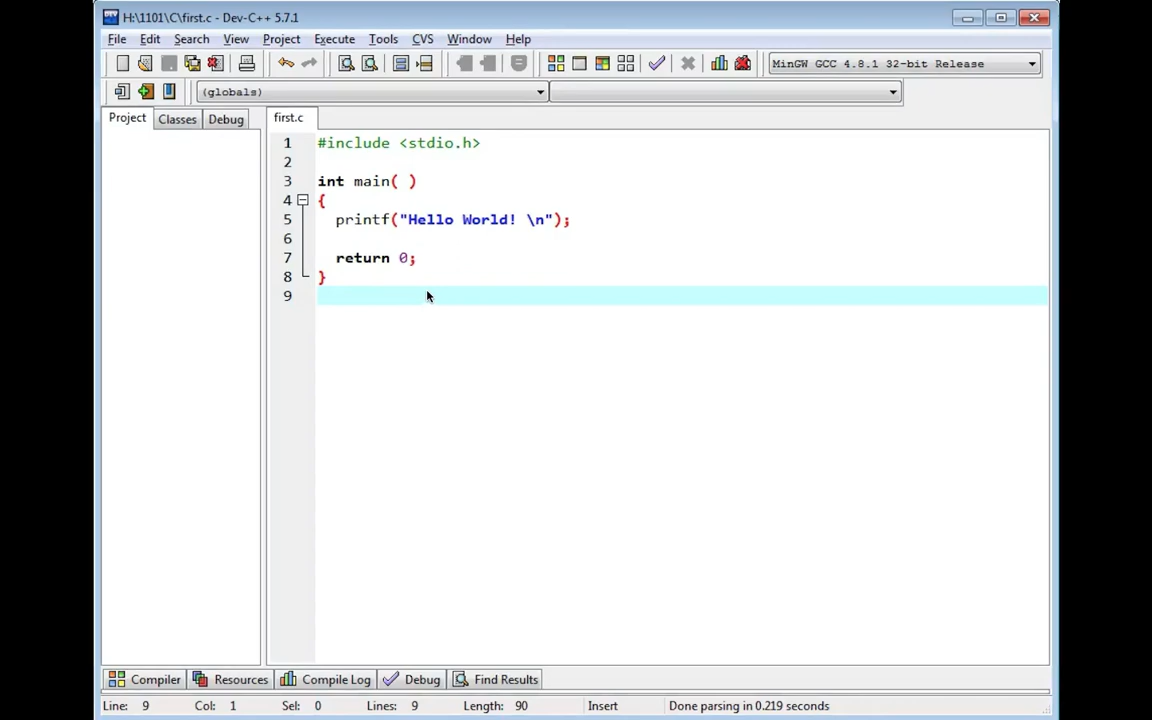 H:\1101\C\first.c - Dev-C++ 5.7.1
File Edit Search View Project Execute Tools CVS Window Help
MinGW GCC 4.8.1 32-bit Release
(globals)
Project Classes Debug first.c
1 #include <stdio.h>
2
3 int main( )
4 {
5 printf("Hello World! \n");
6
7 return 0;
8 }
9
Compiler Resources Compile Log Debug Find Results
Line: 9 Col: 1 Sel: 0 Lines: 9 Length: 90 Insert Done parsing in 0.219 seconds